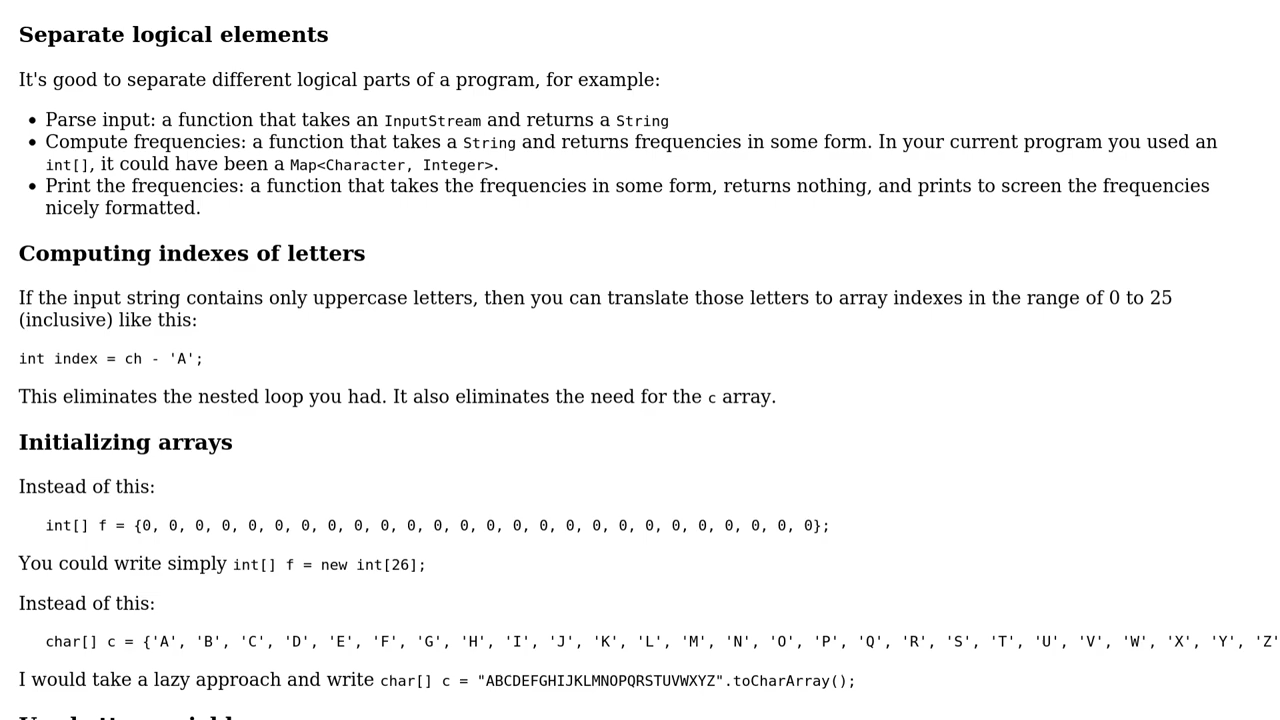 Separate logical elements
It's good to separate different logical parts of a program, for example:
• Parse input: a function that takes an InputStream and returns a String
• Compute frequencies: a function that takes a String and returns frequencies in some form. In your current program you used an
int[], it could have been a Map<Character, Integer>.
• Print the frequencies: a function that takes the frequencies in some form, returns nothing, and prints to screen the frequencies
nicely formatted.
Computing indexes of letters
If the input string contains only uppercase letters, then you can translate those letters to array indexes in the range of 0 to 25
(inclusive) like this:
int index = ch - 'A';
This eliminates the nested loop you had. It also eliminates the need for the c array.
Initializing arrays
Instead of this:
int[] f = {0, 0, 0, 0, 0, 0, 0, 0, 0, 0, 0, 0, 0, 0, 0, 0, 0, 0, 0, 0, 0, 0, 0, 0, 0, 0};
You could write simply int[] f = new int[26];
Instead of this:
char[] c = {'A', 'B', 'C', 'D', 'E', 'F', 'G', 'H', 'I', 'J', 'K', 'L', 'M', 'N', 'O', 'P', 'Q', 'R', 'S', 'T', 'U', 'V', 'W', 'X', 'Y', 'Z'
I would take a lazy approach and write char[] c = "ABCDEFGHIJKLMNOPQRSTUVWXYZ".toCharArray();